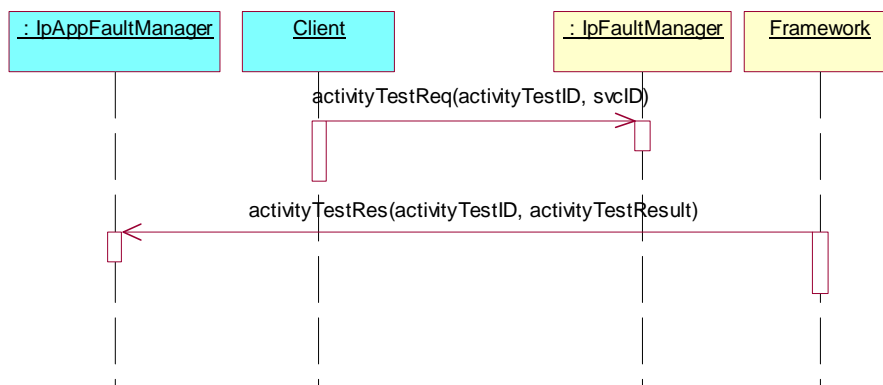 : IpAppFaultManager
Client
: IpFaultManager
Framework
activityTestReq(activityTestID, svcID)
activityTestRes(activityTestID, activityTestResult)